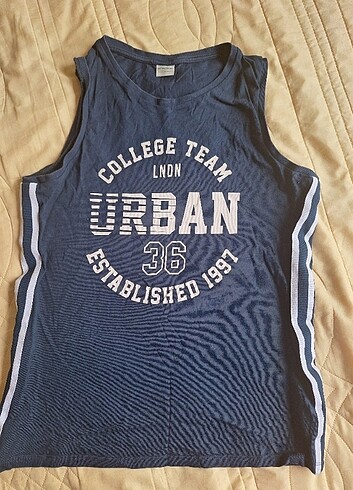 COLLEGE TEAM
LNDN
URBAN
36
ESTABLISHED 1997